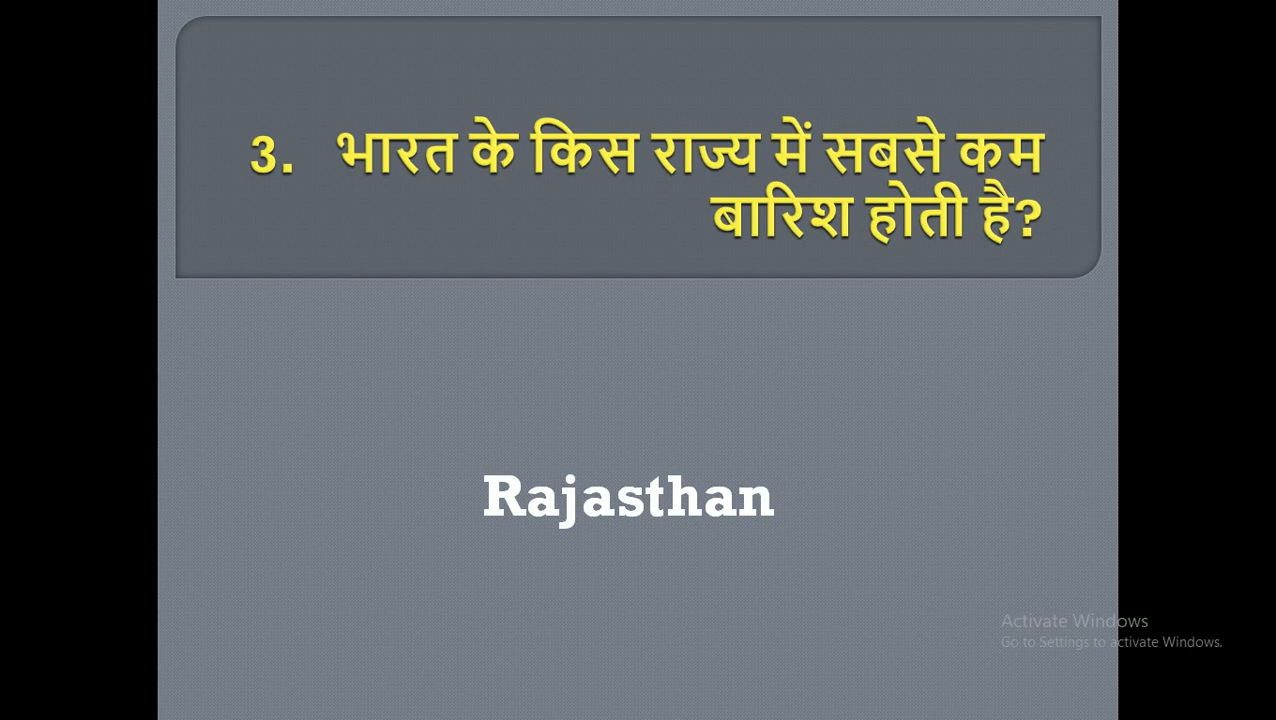 3. भारत के किस राज्य में सबसे कम
बारिश होती है?
Rajasthan
Activate Windows
Go to Settings to activate Windows.